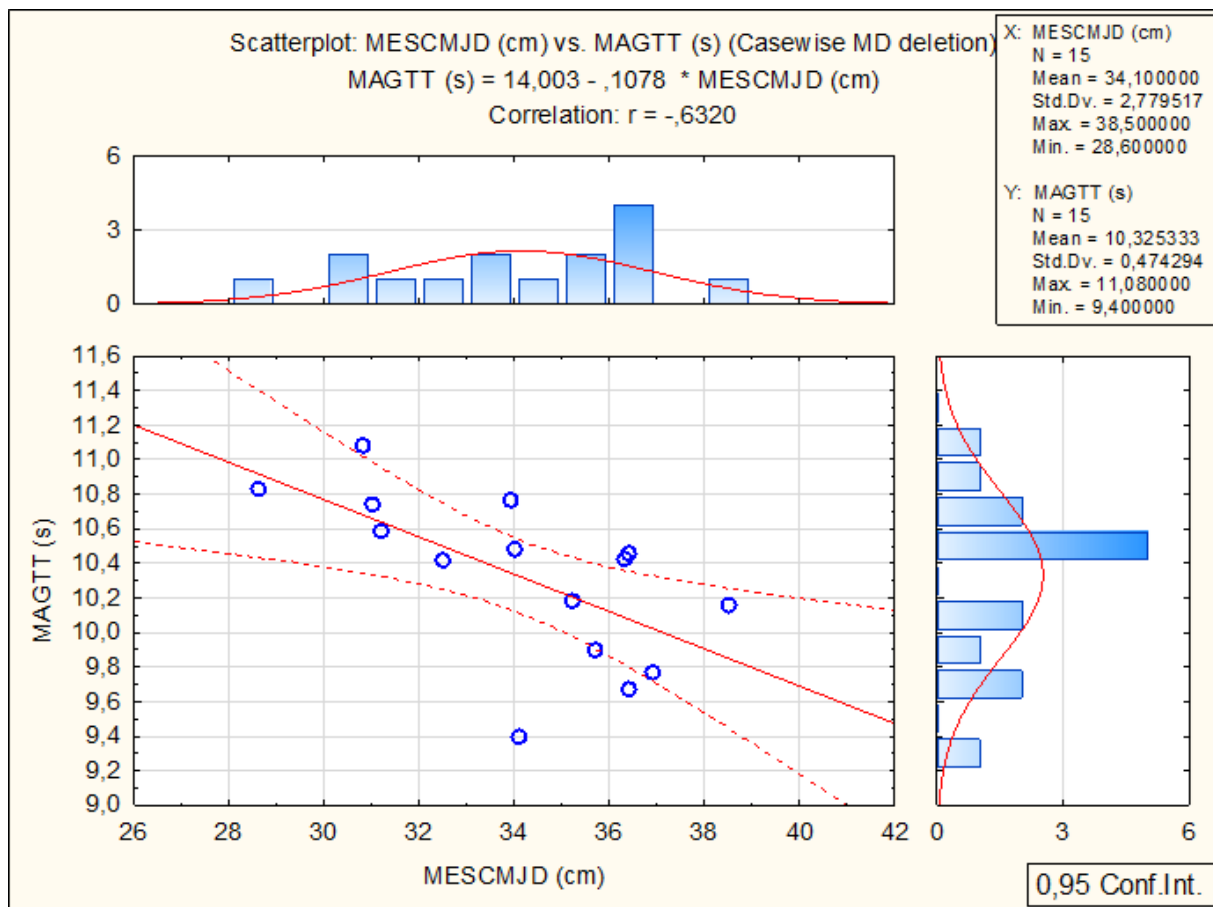 Scatterplot: MESCMJD (cm) vs. MAGTT (s) (Casewise MD deletion)
MAGTT (s) = 14,003 - ,1078 * MESCMJD (cm)
Correlation: r = -,6320
X: MESCMJD (cm)
N = 15
Mean = 34,100000
Std.Dv. = 2,779517
Max. = 38,500000
Min. = 28,600000
Y: MAGTT (s)
N = 15
Mean = 10,325333
Std.Dv. = 0,474294
Max. = 11,080000
Min. = 9,400000
6
3
0
11,6
11,4
11,2
11,0
10,8
10,6
10,4
10,2
10,0
9,8
9,6
9,4
9,2
9,0
MAGTT (s)
26 28 30 32 34 36 38 40 42
MESCMJD (cm)
0 3 6
0,95 Conf.Int.